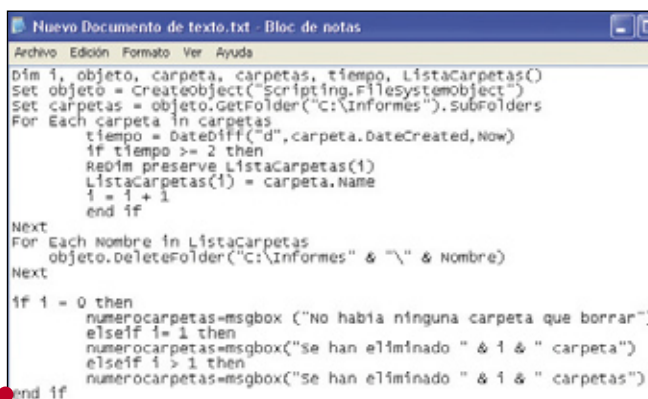 Nuevo Documento de texto.txt - Bloc de notas
Archivo Edición Formato Ver Ayuda
Dim i, objeto, carpeta, carpetas, tiempo, ListaCarpetas()
Set objeto = CreateObject("Scripting.FileSystemObject")
Set carpetas = objeto.GetFolder("C:\Informes").SubFolders
For Each carpeta in carpetas
tiempo = DateDiff("d",carpeta.DateCreated,Now)
if tiempo >= 2 then
ReDim preserve ListaCarpetas(i)
ListaCarpetas(i) = carpeta.Name
i = i + 1
end if
Next
For Each Nombre in ListaCarpetas
objeto.DeleteFolder("C:\Informes" & "\" & Nombre)
Next
if i = 0 then
numerocarpetas=msgbox ("No habia ninguna carpeta que borrar"
elseif i= 1 then
numerocarpetas=msgbox("Se han eliminado " & i & " carpeta")
elseif i > 1 then
numerocarpetas=msgbox("Se han eliminado " & i & " carpetas")
end if